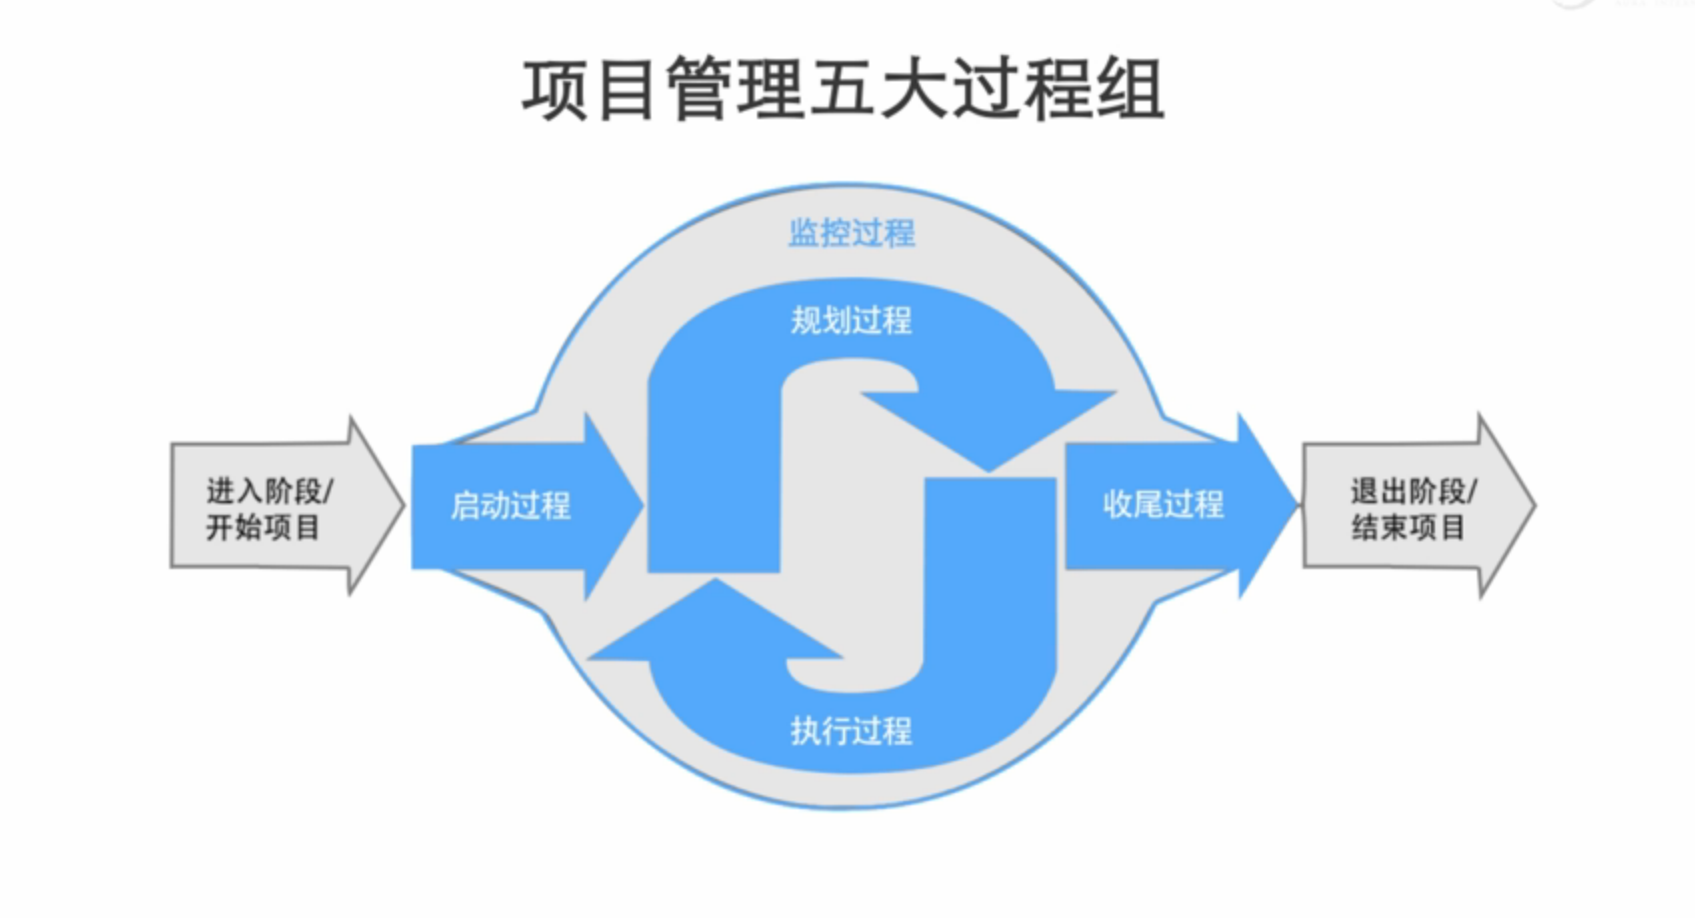 项目管理五大过程组
监控过程
规划过程
进入阶段/
开始项目
启动过程
收尾过程
退出阶段/
结束项目
执行过程